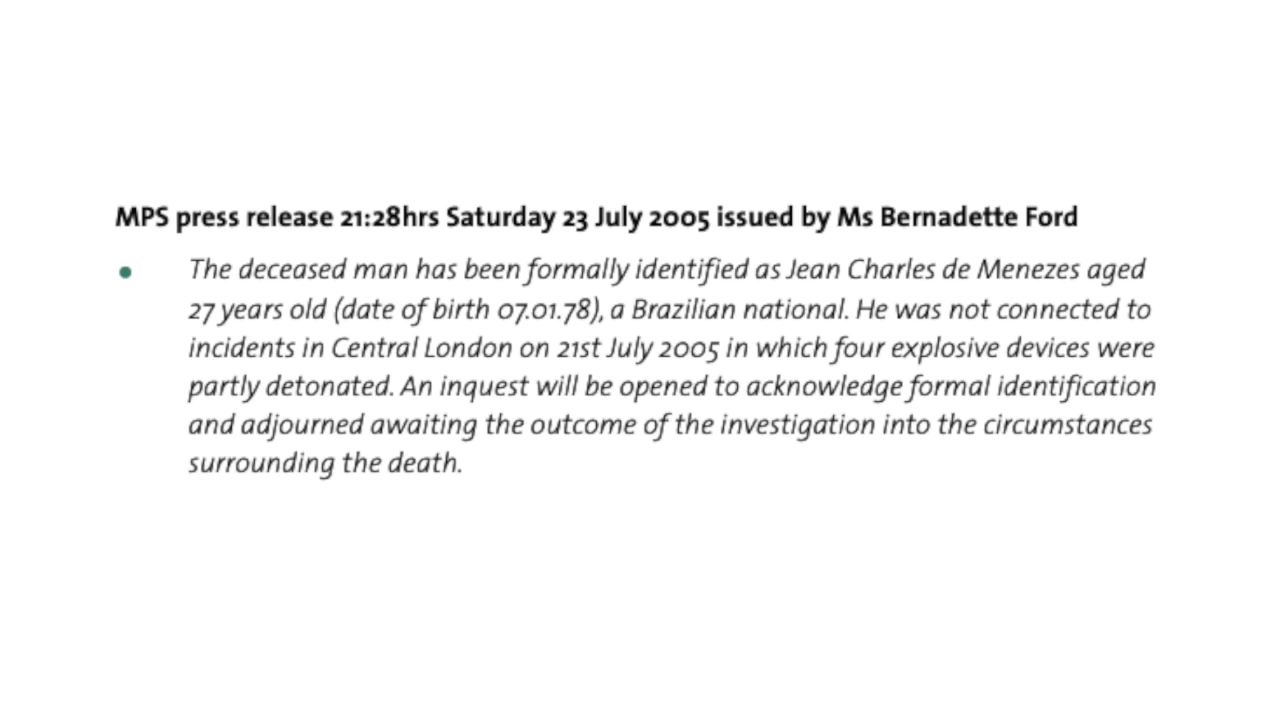 MPS press release 21:28hrs Saturday 23 July 2005 issued by Ms Bernadette Ford
• The deceased man has been formally identified as Jean Charles de Menezes aged
27 years old (date of birth 07.01.78), a Brazilian national. He was not connected to
incidents in Central London on 21st July 2005 in which four explosive devices were
partly detonated. An inquest will be opened to acknowledge formal identification
and adjourned awaiting the outcome of the investigation into the circumstances
surrounding the death.